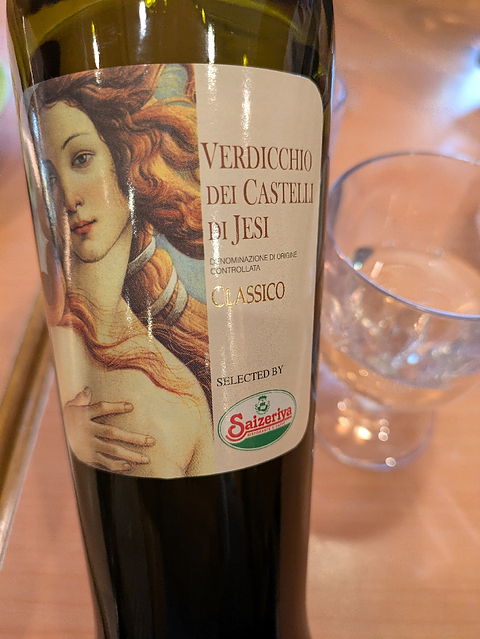 VERDICCHIO
DEI CASTELLI
DI JESI
DENOMINAZIONE DI ORIGINE
CONTROLLATA
CLASSICO
SELECTED BY
Saizeriya